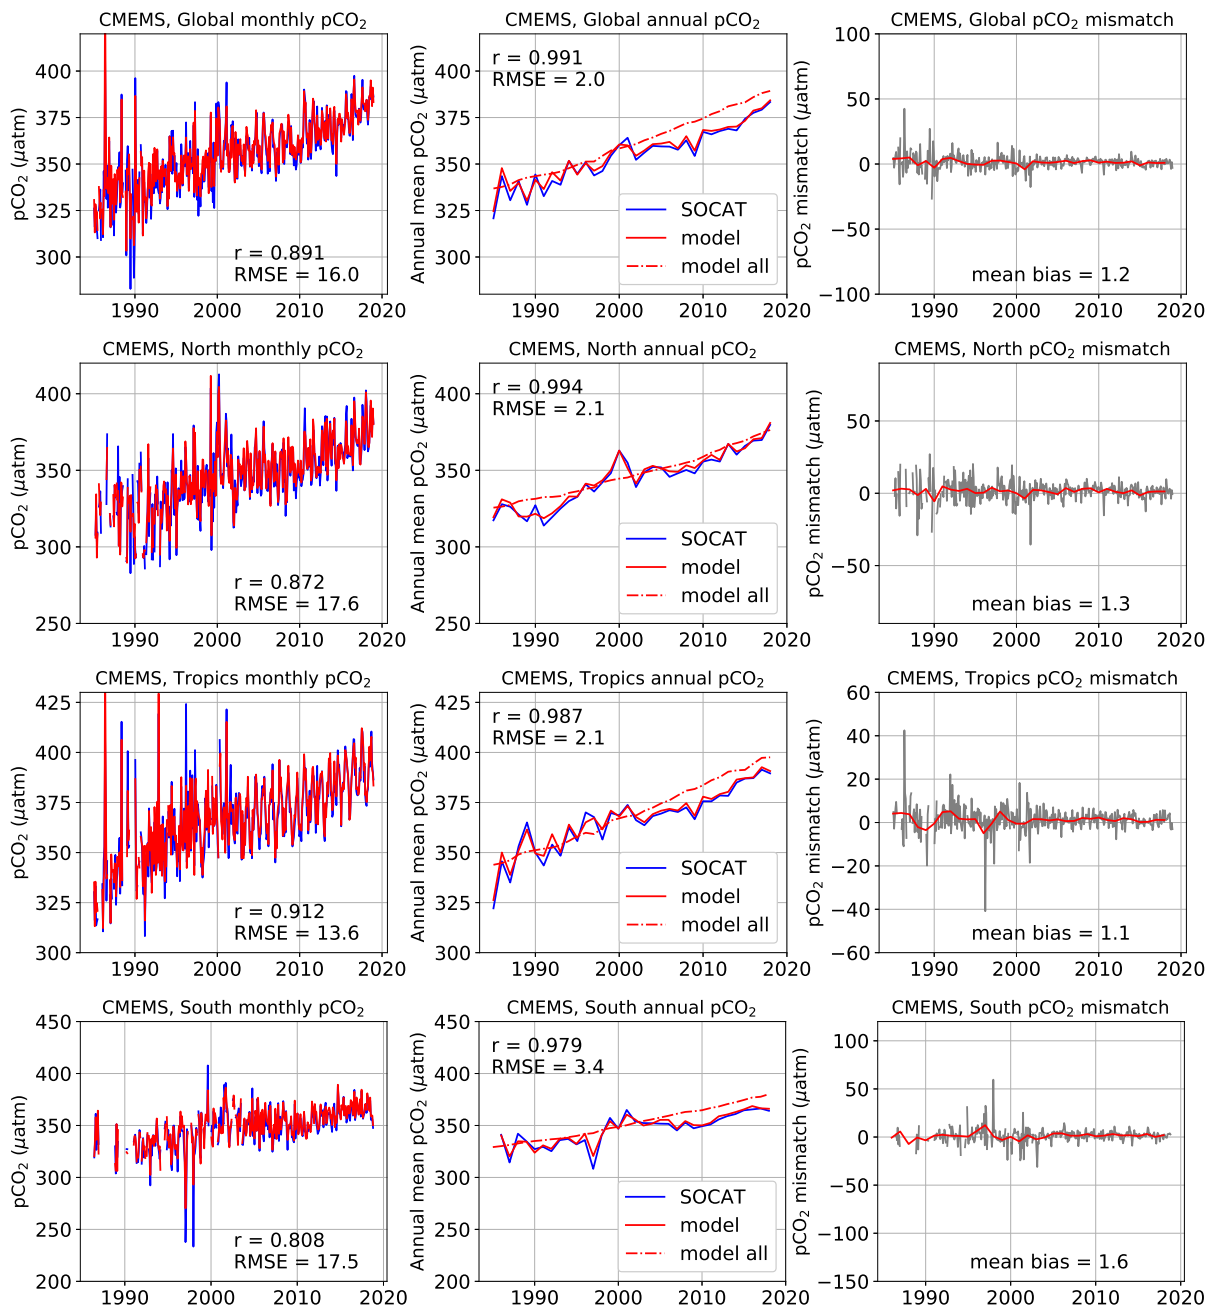 CMEMS, Global monthly pCO₂
CMEMS, Global annual pCO₂
CMEMS, Global pCO₂ mismatch
pCO₂ (μatm)
400
375
350
325
300
r = 0.891
RMSE = 16.0
1990 2000 2010 2020
Annual mean pCO₂ (μatm)
400
375
350
325
300
r = 0.991
RMSE = 2.0
SOCAT
model
model all
1990 2000 2010 2020
pCO₂ mismatch (μatm)
100
50
0
−50
−100
mean bias = 1.2
1990 2000 2010 2020
CMEMS, North monthly pCO₂
CMEMS, North annual pCO₂
CMEMS, North pCO₂ mismatch
pCO₂ (μatm)
400
350
300
250
r = 0.872
RMSE = 17.6
1990 2000 2010 2020
Annual mean pCO₂ (μatm)
400
350
300
250
r = 0.994
RMSE = 2.1
SOCAT
model
model all
1990 2000 2010 2020
pCO₂ mismatch (μatm)
50
0
−50
mean bias = 1.3
1990 2000 2010 2020
CMEMS, Tropics monthly pCO₂
CMEMS, Tropics annual pCO₂
CMEMS, Tropics pCO₂ mismatch
pCO₂ (μatm)
425
400
375
350
325
300
r = 0.912
RMSE = 13.6
1990 2000 2010 2020
Annual mean pCO₂ (μatm)
425
400
375
350
325
300
r = 0.987
RMSE = 2.1
SOCAT
model
model all
1990 2000 2010 2020
pCO₂ mismatch (μatm)
60
40
20
0
−20
−40
−60
mean bias = 1.1
1990 2000 2010 2020
CMEMS, South monthly pCO₂
CMEMS, South annual pCO₂
CMEMS, South pCO₂ mismatch
pCO₂ (μatm)
450
400
350
300
250
200
r = 0.808
RMSE = 17.5
1990 2000 2010 2020
Annual mean pCO₂ (μatm)
450
400
350
300
250
200
r = 0.979
RMSE = 3.4
SOCAT
model
model all
1990 2000 2010 2020
pCO₂ mismatch (μatm)
100
50
0
−50
−100
−150
mean bias = 1.6
1990 2000 2010 2020